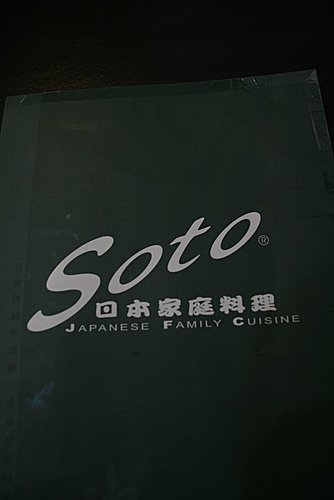 Soto®
日本家庭料理
JAPANESE FAMILY CUISINE